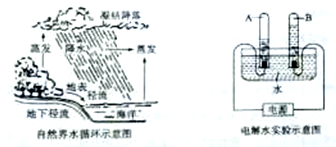 凝结降落
蒸发
降水
蒸发
地表
径流
地下径流
海洋
自然界水循环示意图
A
B
水
电源
电解水实验示意图